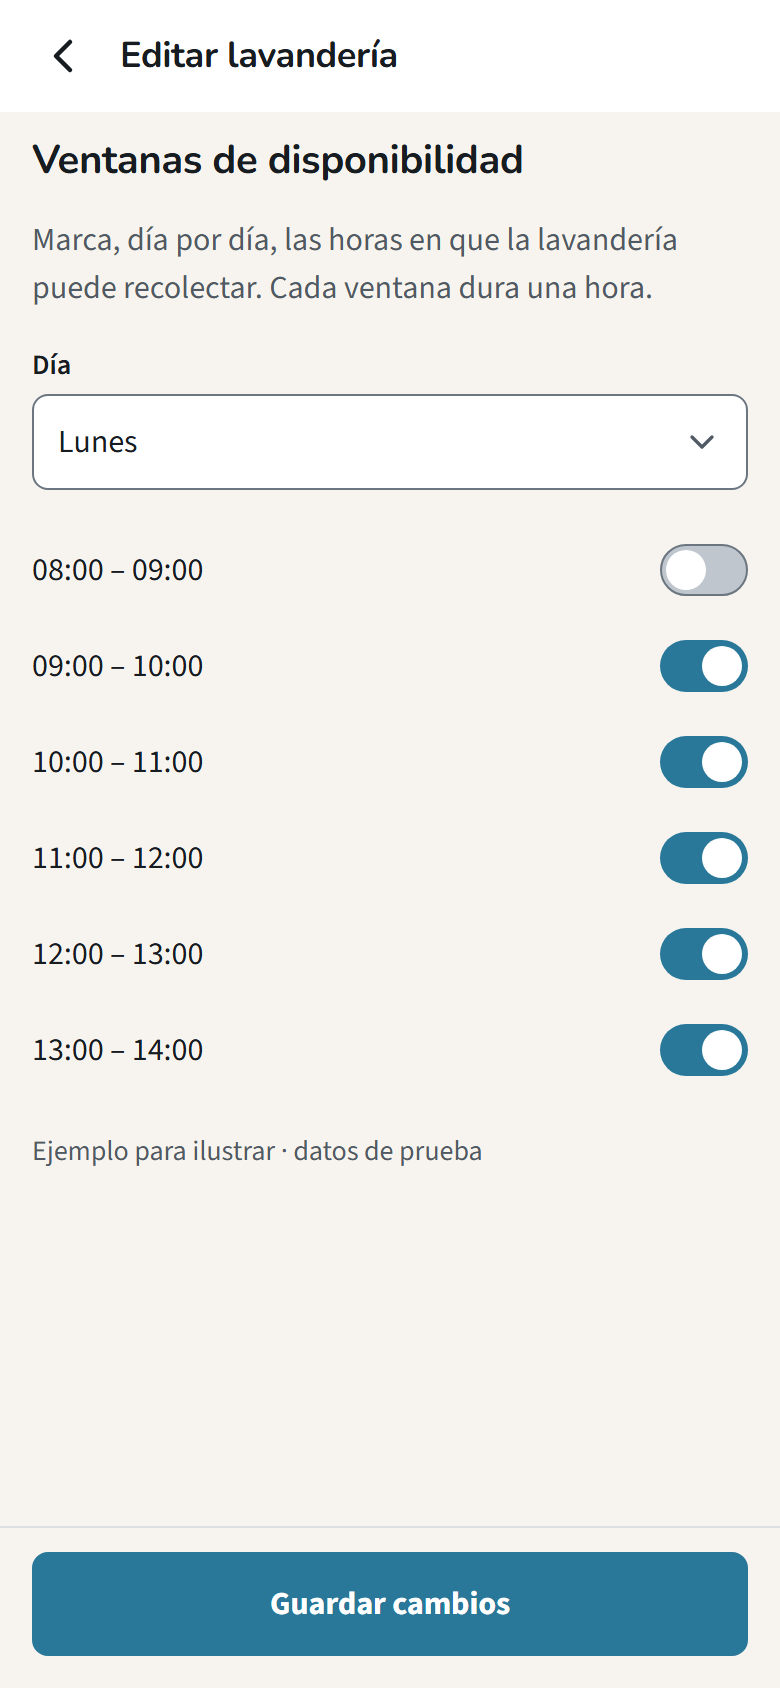 Editar lavandería
Ventanas de disponibilidad
Marca, día por día, las horas en que la lavandería
puede recolectar. Cada ventana dura una hora.
Día
Lunes
08:00 – 09:00
09:00 – 10:00
10:00 – 11:00
11:00 – 12:00
12:00 – 13:00
13:00 – 14:00
Ejemplo para ilustrar · datos de prueba
Guardar cambios